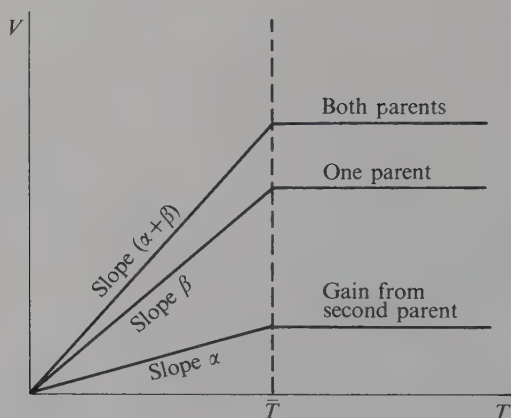 V
Both parents
One parent
Slope (α+β)
Slope β
Gain from
second parent
Slope α
T̄
T